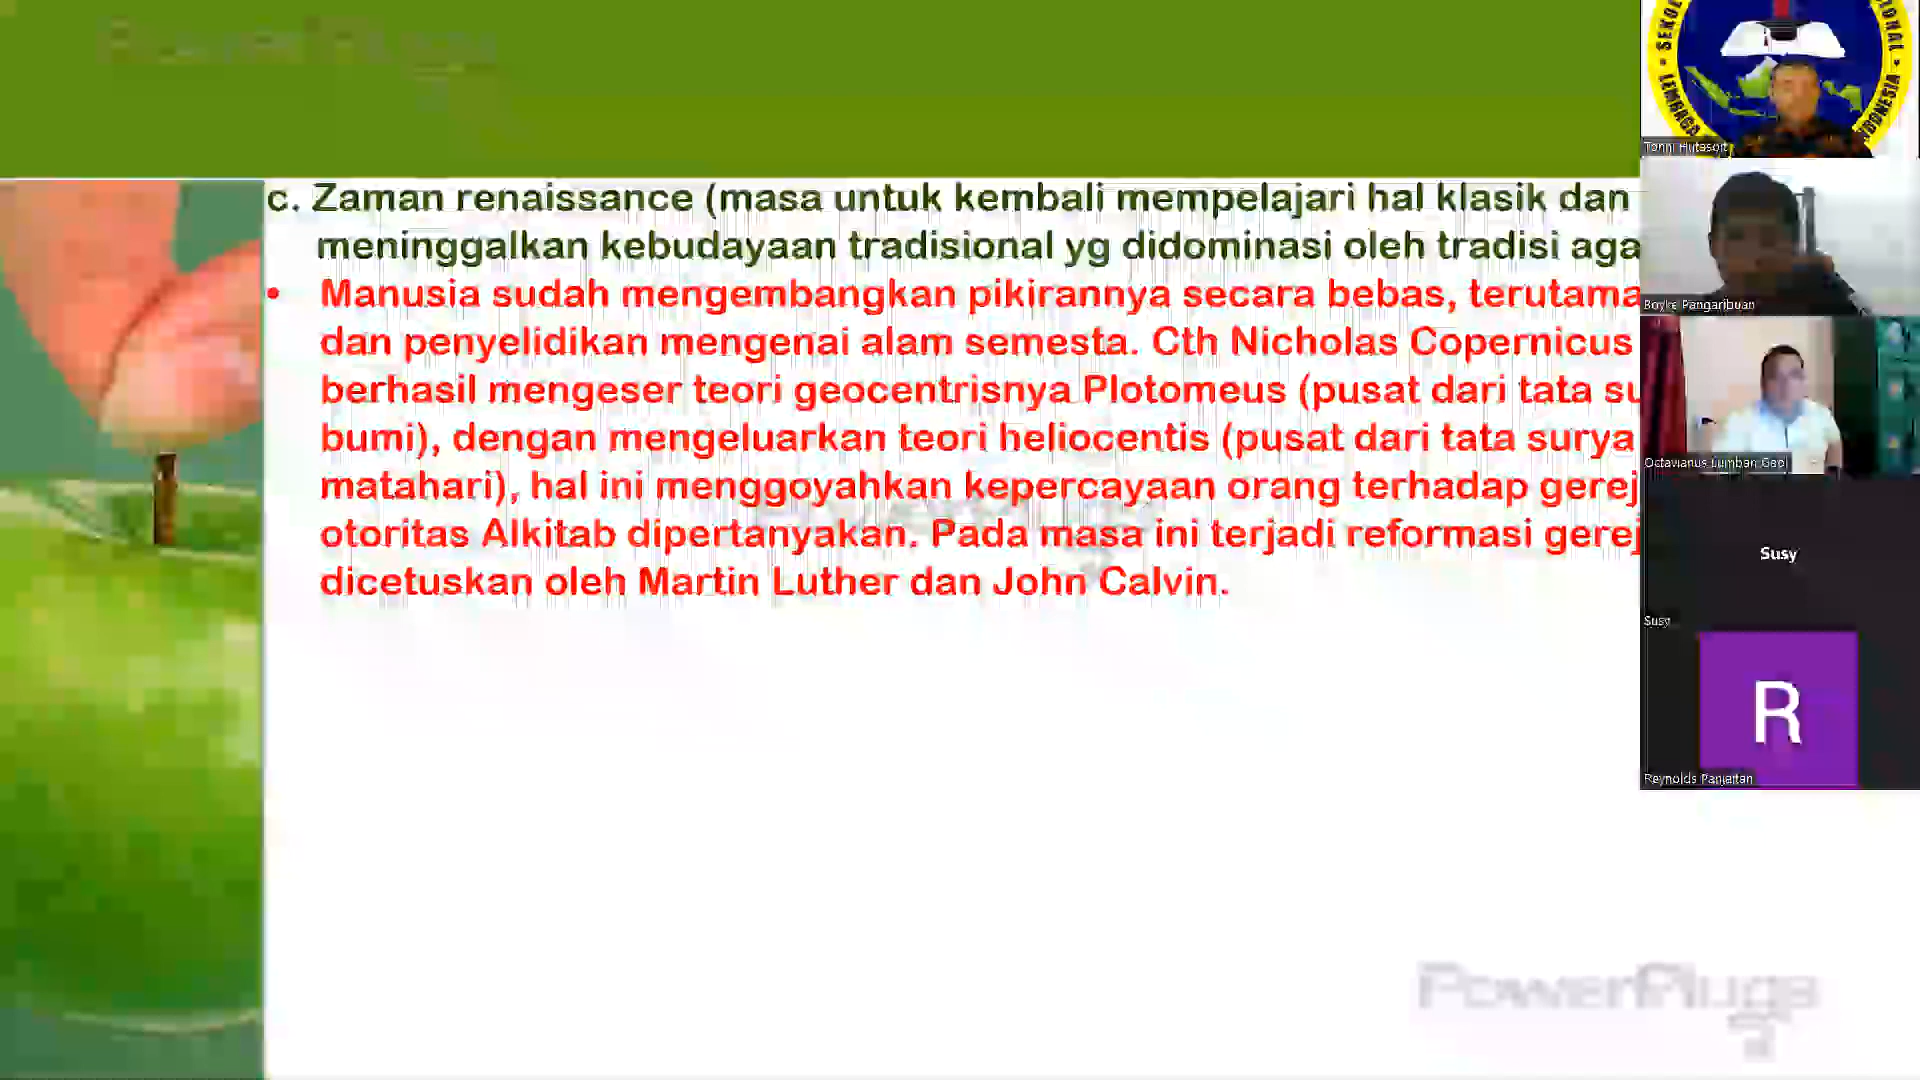 PowerPlugs
c. Zaman renaissance (masa untuk kembali mempelajari hal klasik dan
meninggalkan kebudayaan tradisional yg didominasi oleh tradisi aga
• Manusia sudah mengembangkan pikirannya secara bebas, terutama
dan penyelidikan mengenai alam semesta. Cth Nicholas Copernicus
berhasil mengeser teori geocentrisnya Plotomeus (pusat dari tata su
bumi), dengan mengeluarkan teori heliocentis (pusat dari tata surya
matahari), hal ini menggoyahkan kepercayaan orang terhadap gerej
otoritas Alkitab dipertanyakan. Pada masa ini terjadi reformasi gerej
dicetuskan oleh Martin Luther dan John Calvin.
PowerPlugs
LEMBAGA
Tonni Hutasoit
Boyke Pangaribuan
Octavianus Lumban Gaol
Susy
Susy
R
Reynolds Panjaitan